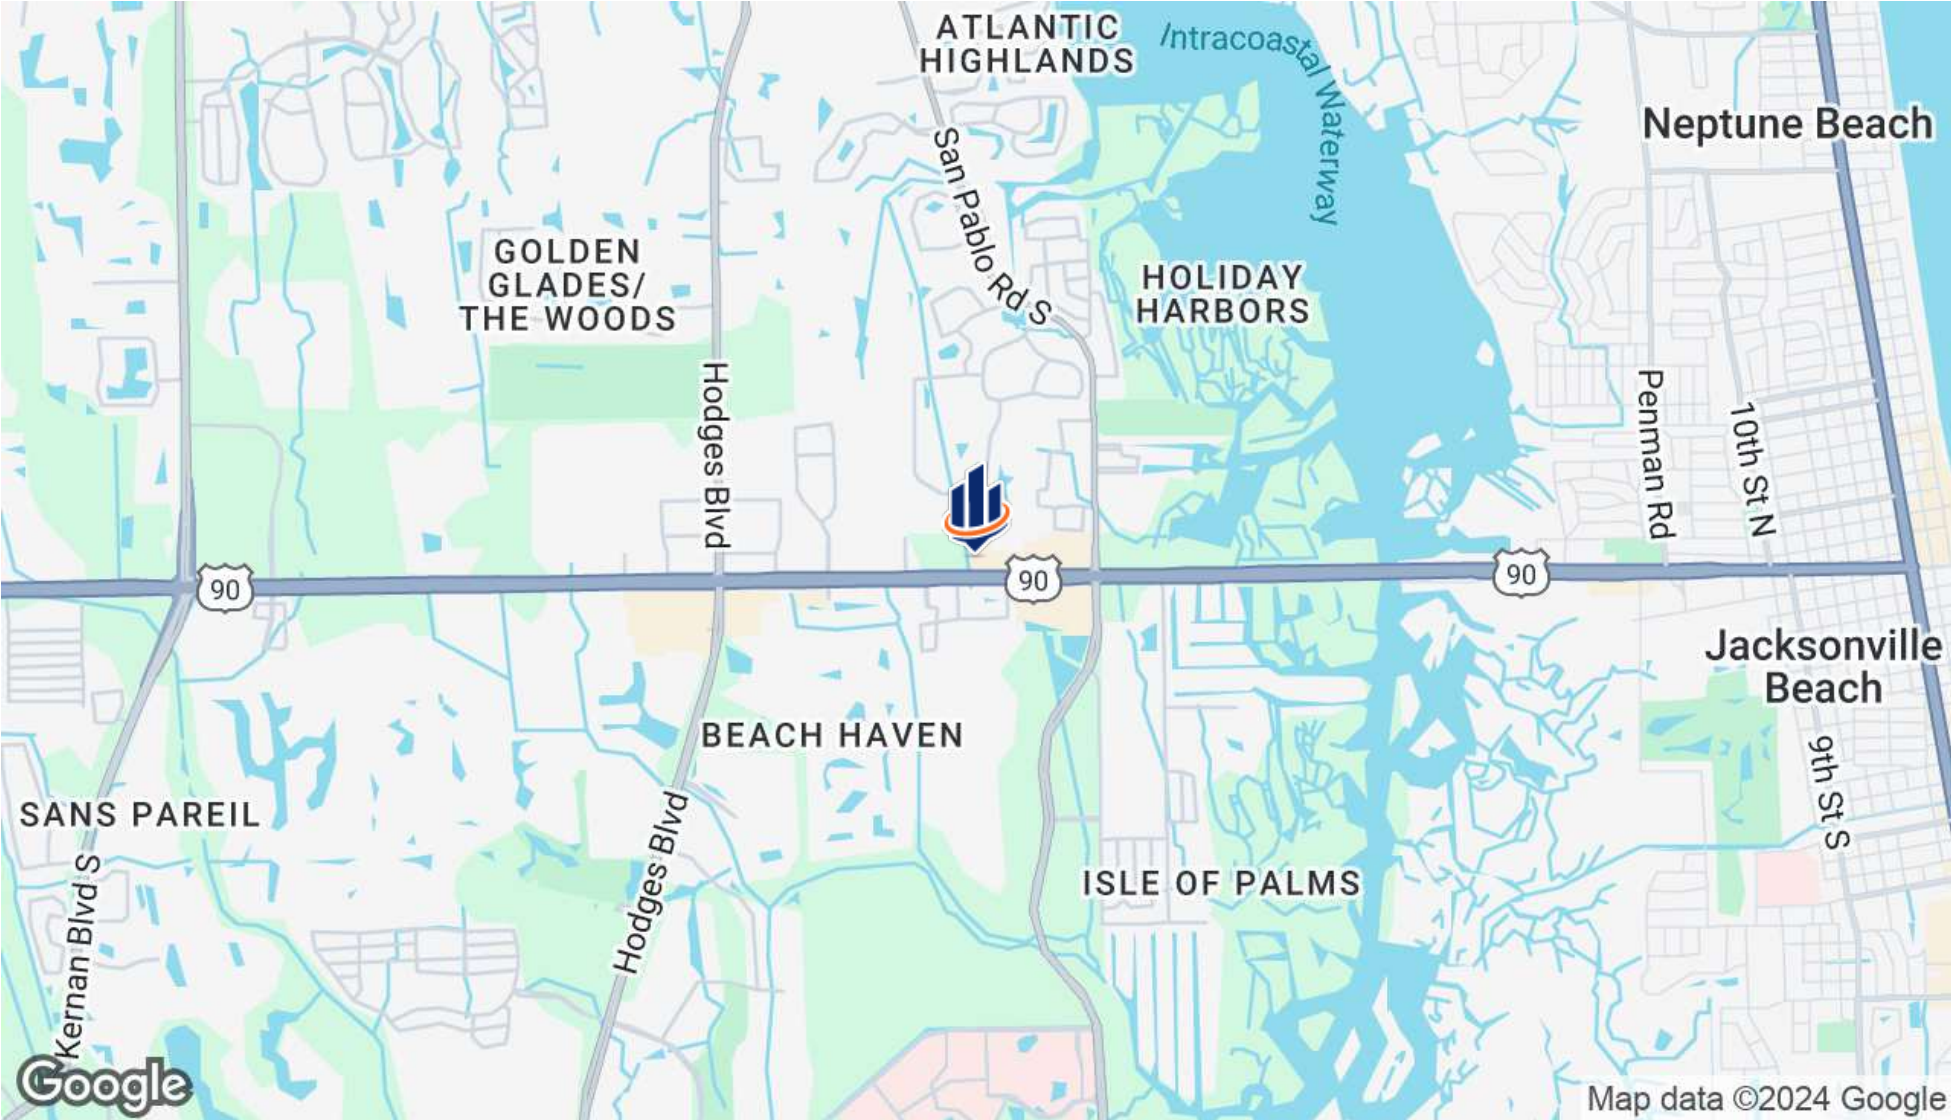 ATLANTIC
HIGHLANDS
Intracoastal Waterway
Neptune Beach
San Pablo Rd S
GOLDEN
GLADES/
THE WOODS
HOLIDAY
HARBORS
Hodges Blvd
Penman Rd
10th St N
90
90
90
Jacksonville
Beach
BEACH HAVEN
9th St S
SANS PAREIL
Hodges Blvd
Kernan Blvd S
ISLE OF PALMS
Google
Map data ©2024 Google